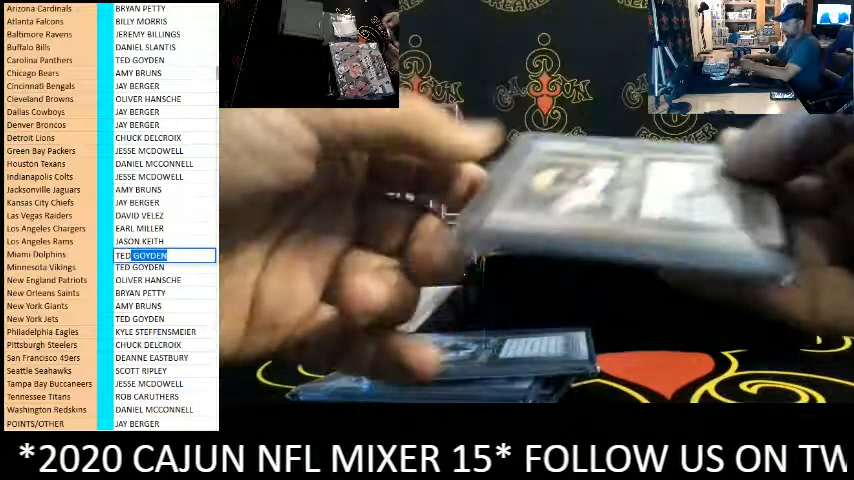 Arizona Cardinals BRYAN PETTY
Atlanta Falcons BILLY MORRIS
Baltimore Ravens JEREMY BILLINGS
Buffalo Bills DANIEL SLANTIS
Carolina Panthers TED GOYDEN
Chicago Bears AMY BRUNS
Cincinnati Bengals JAY BERGER
Cleveland Browns OLIVER HANSCHE
Dallas Cowboys JAY BERGER
Denver Broncos JAY BERGER
Detroit Lions CHUCK DELCROIX
Green Bay Packers JESSE MCDOWELL
Houston Texans DANIEL MCCONNELL
Indianapolis Colts JESSE MCDOWELL
Jacksonville Jaguars AMY BRUNS
Kansas City Chiefs JAY BERGER
Las Vegas Raiders DAVID VELEZ
Los Angeles Chargers EARL MILLER
Los Angeles Rams JASON KEITH
Miami Dolphins TED GOYDEN
Minnesota Vikings TED GOYDEN
New England Patriots OLIVER HANSCHE
New Orleans Saints BRYAN PETTY
New York Giants AMY BRUNS
New York Jets TED GOYDEN
Philadelphia Eagles KYLE STEFFENSMEIER
Pittsburgh Steelers CHUCK DELCROIX
San Francisco 49ers DEANNE EASTBURY
Seattle Seahawks SCOTT RIPLEY
Tampa Bay Buccaneers JESSE MCDOWELL
Tennessee Titans ROB CARUTHERS
Washington Redskins DANIEL MCCONNELL
POINTS/OTHER JAY BERGER
*2020 CAJUN NFL MIXER 15* FOLLOW US ON TW